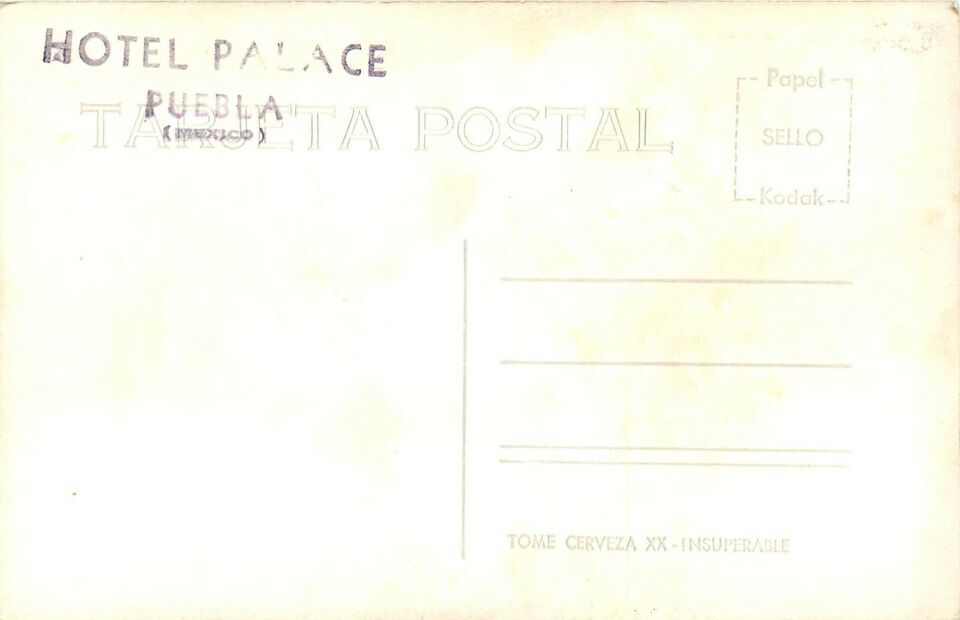 HOTEL PALACE
PUEBLA
(MEXICO)
TARJETA POSTAL
Papel
SELLO
Kodak
TOME CERVEZA XX-INSUPERABLE